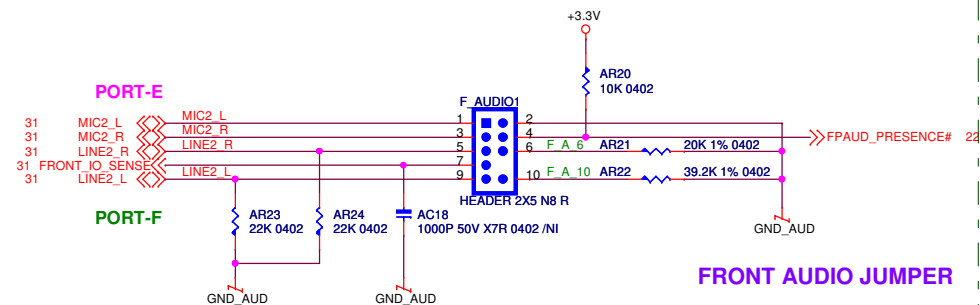 +3.3V
AR20
10K 0402
PORT-E
F_AUDIO1
31 MIC2_L MIC2_L 1 2
31 MIC2_R MIC2_R 3 4 FPAUD_PRESENCE# 22
31 LINE2_R LINE2_R 5 6 F_A_6 AR21 20K 1% 0402
31 FRONT_IO_SENSE 7
31 LINE2_L LINE2_L 9 10 F_A_10 AR22 39.2K 1% 0402
HEADER 2X5 N8 R
PORT-F
AR23
22K 0402
AR24
22K 0402
AC18
1000P 50V X7R 0402 /NI
GND_AUD
FRONT AUDIO JUMPER
GND_AUD
GND_AUD